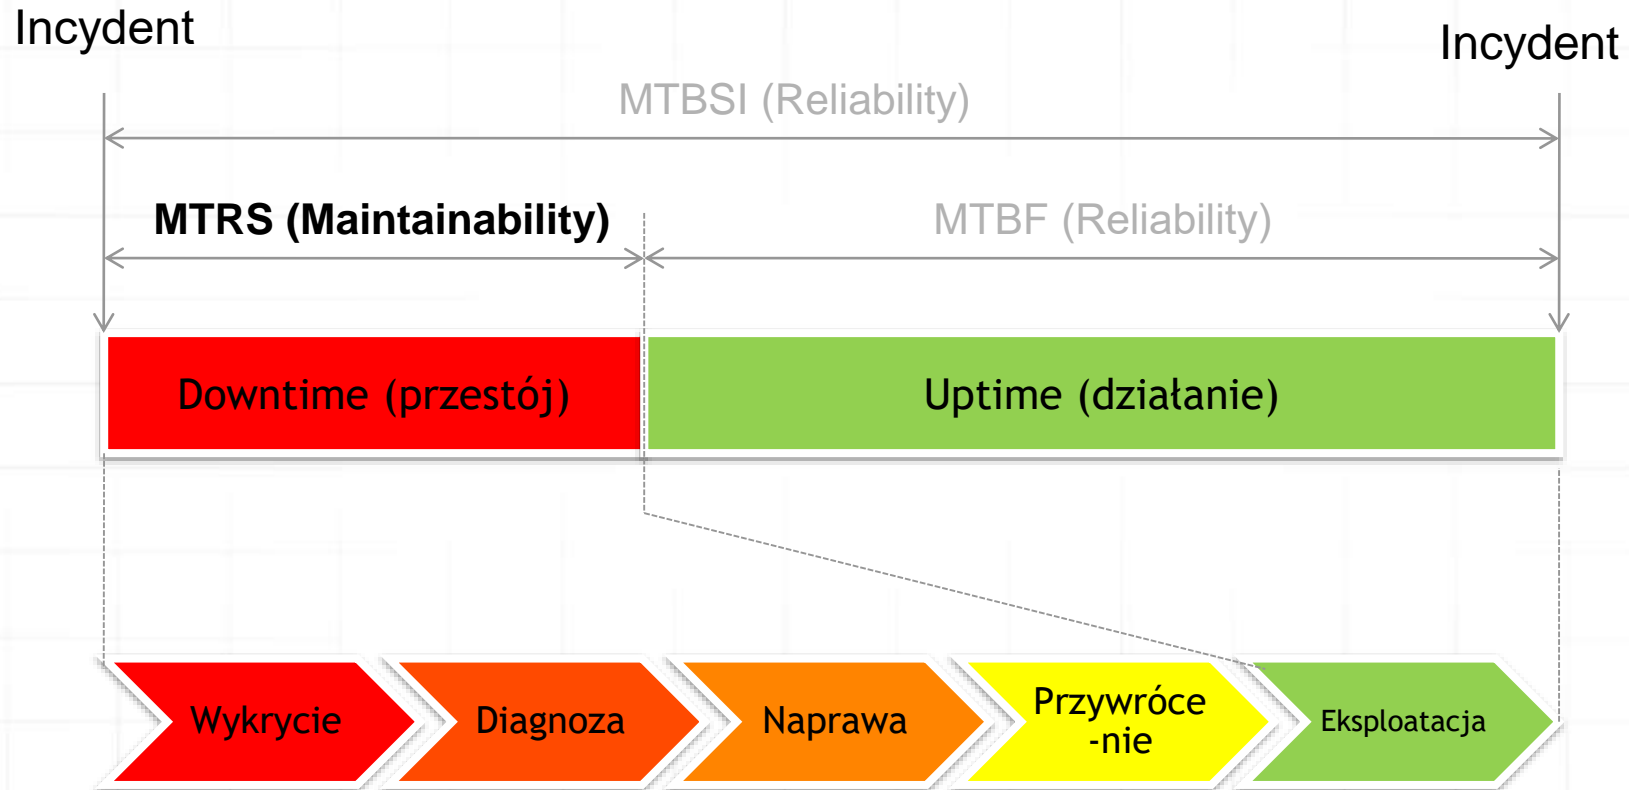 Incydent
Incydent
MTBSI (Reliability)
MTRS (Maintainability)
MTBF (Reliability)
Downtime (przestój)
Uptime (działanie)
Wykrycie
Diagnoza
Naprawa
Przywróce
-nie
Eksploatacja